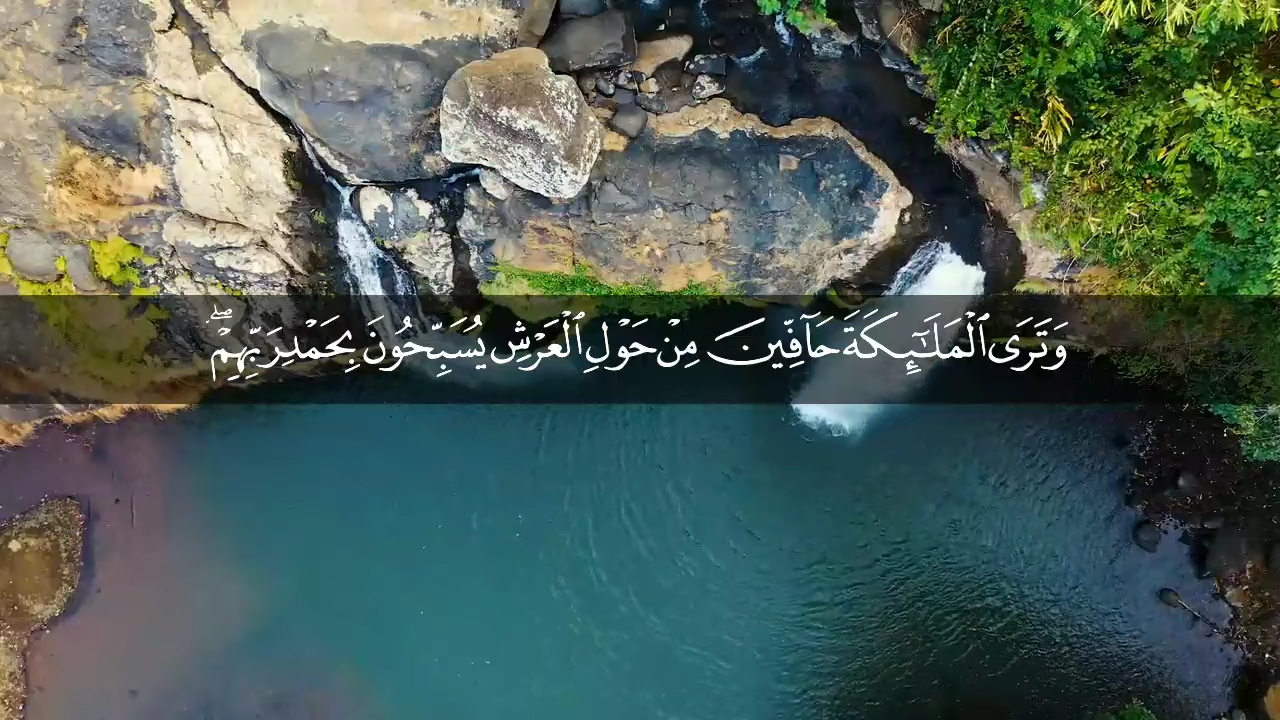 وَتَرَى ٱلْمَلَـٰٓئِكَةَ حَآفِّينَ مِنْ حَوْلِ ٱلْعَرْشِ يُسَبِّحُونَ بِحَمْدِ رَبِّهِمْ ۖ